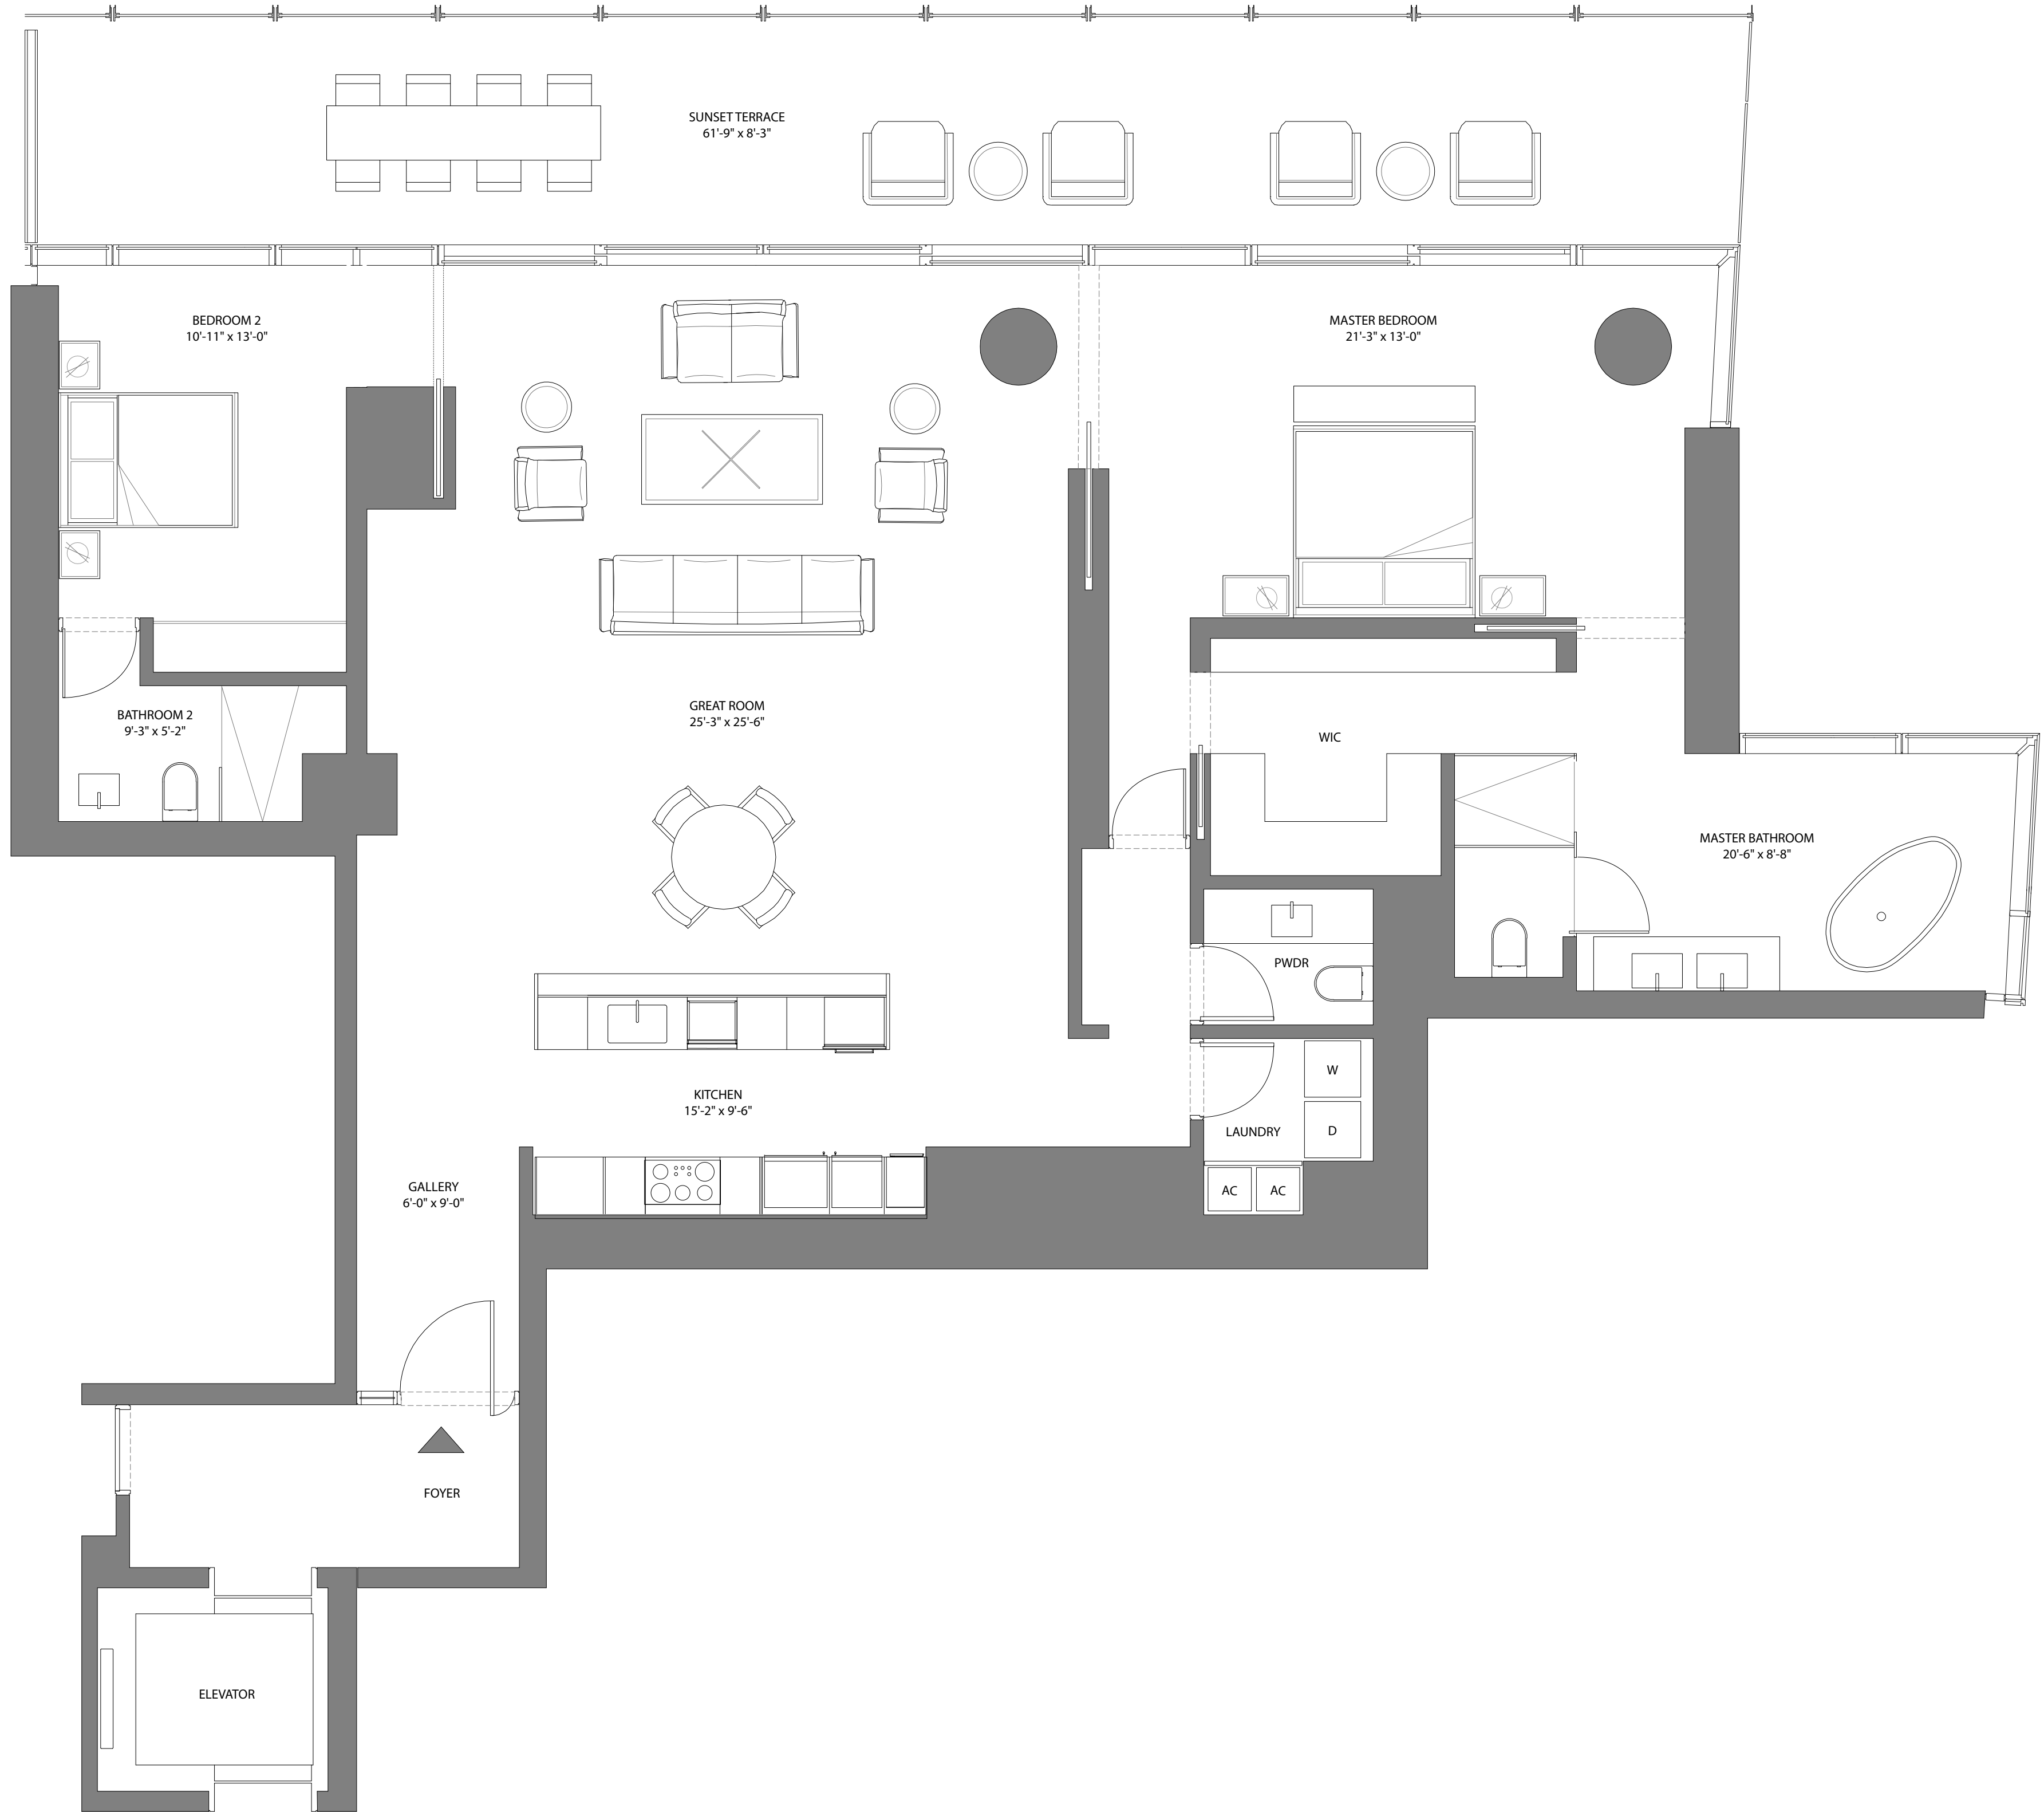 SUNSET TERRACE
61'-9" x 8'-3"
BEDROOM 2
10'-11" x 13'-0"
MASTER BEDROOM
21'-3" x 13'-0"
BATHROOM 2
9'-3" x 5'-2"
GREAT ROOM
25'-3" x 25'-6"
WIC
MASTER BATHROOM
20'-6" x 8'-8"
PWDR
KITCHEN
15'-2" x 9'-6"
W
D
LAUNDRY
AC
AC
GALLERY
6'-0" x 9'-0"
FOYER
ELEVATOR